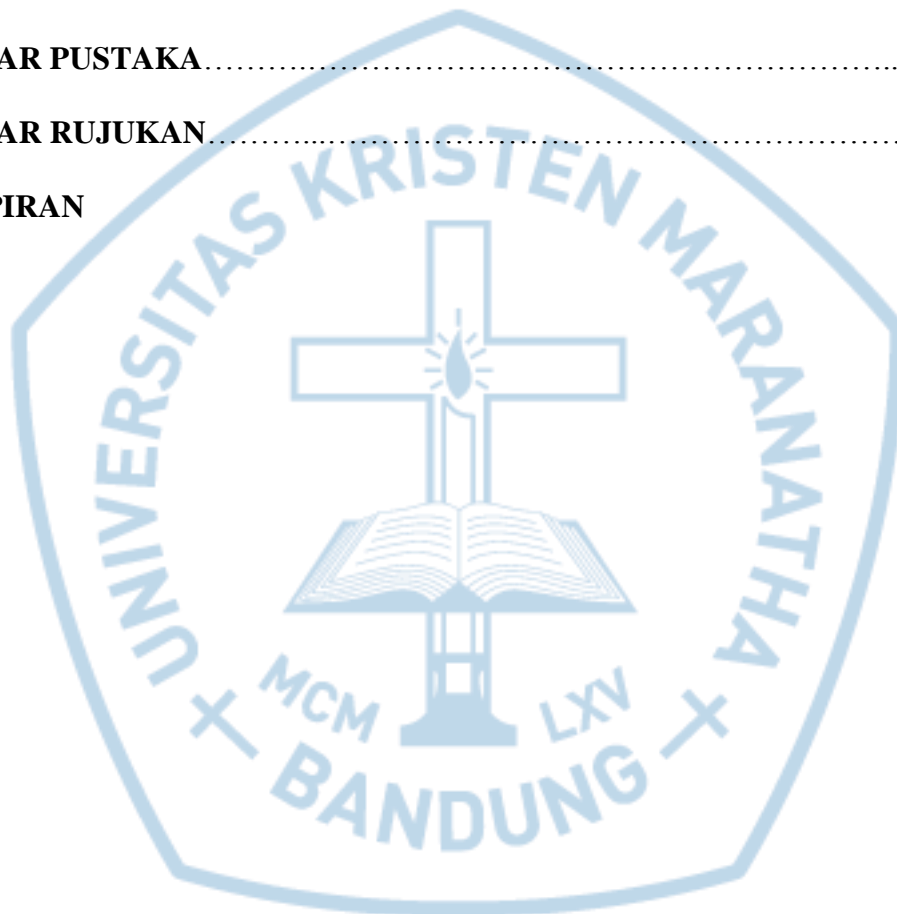 AR PUSTAKA………..…………………………………………………..
AR RUJUKAN………...…………………………………………………
PIRAN
UNIVERSITAS KRISTEN MARANATHA
MCM LXV
BANDUNG